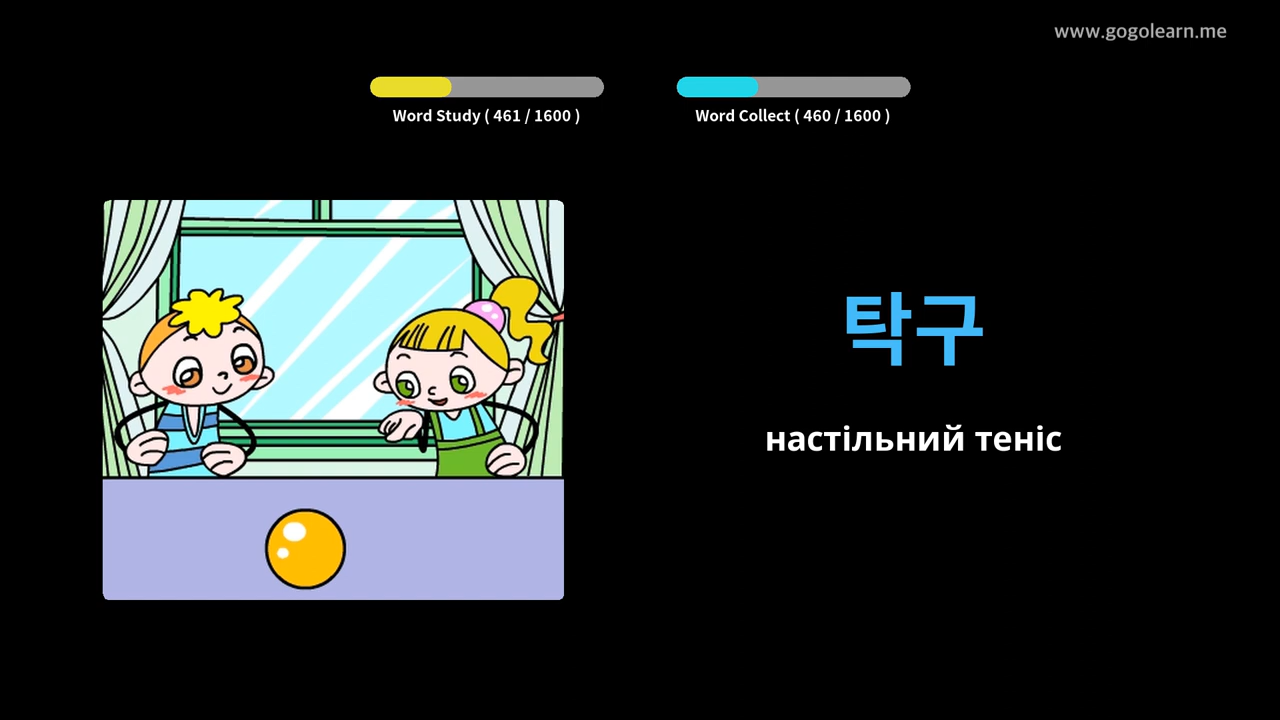 www.gogolearn.me
Word Study ( 461 / 1600 )
Word Collect ( 460 / 1600 )
탁구
настільний теніс